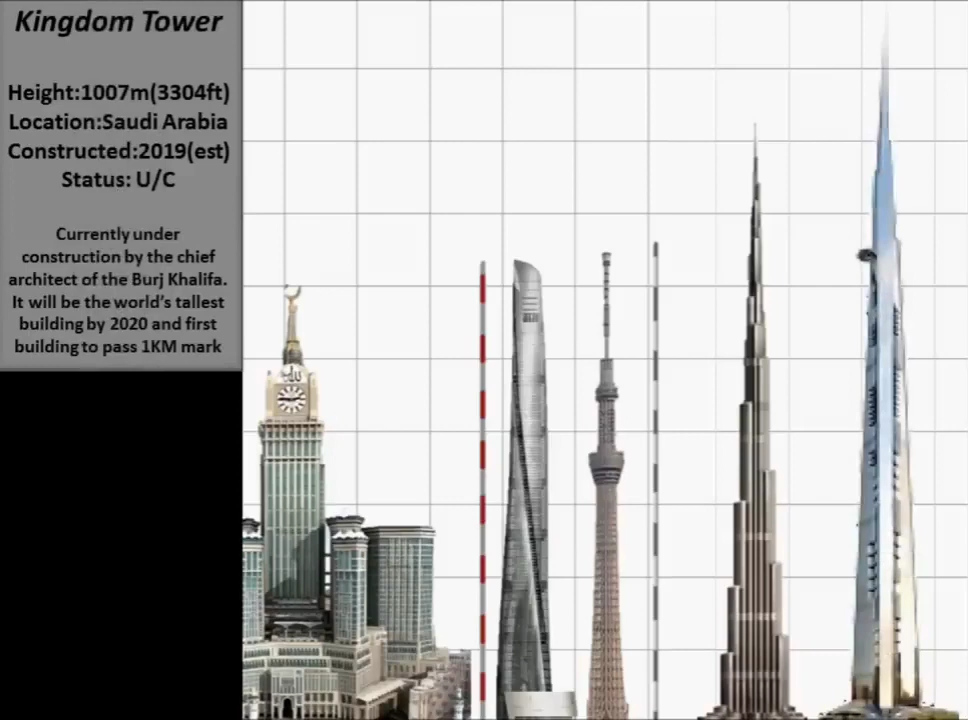 Kingdom Tower
Height:1007m(3304ft)
Location:Saudi Arabia
Constructed:2019(est)
Status: U/C
Currently under
construction by the chief
architect of the Burj Khalifa.
It will be the world's tallest
building by 2020 and first
building to pass 1KM mark